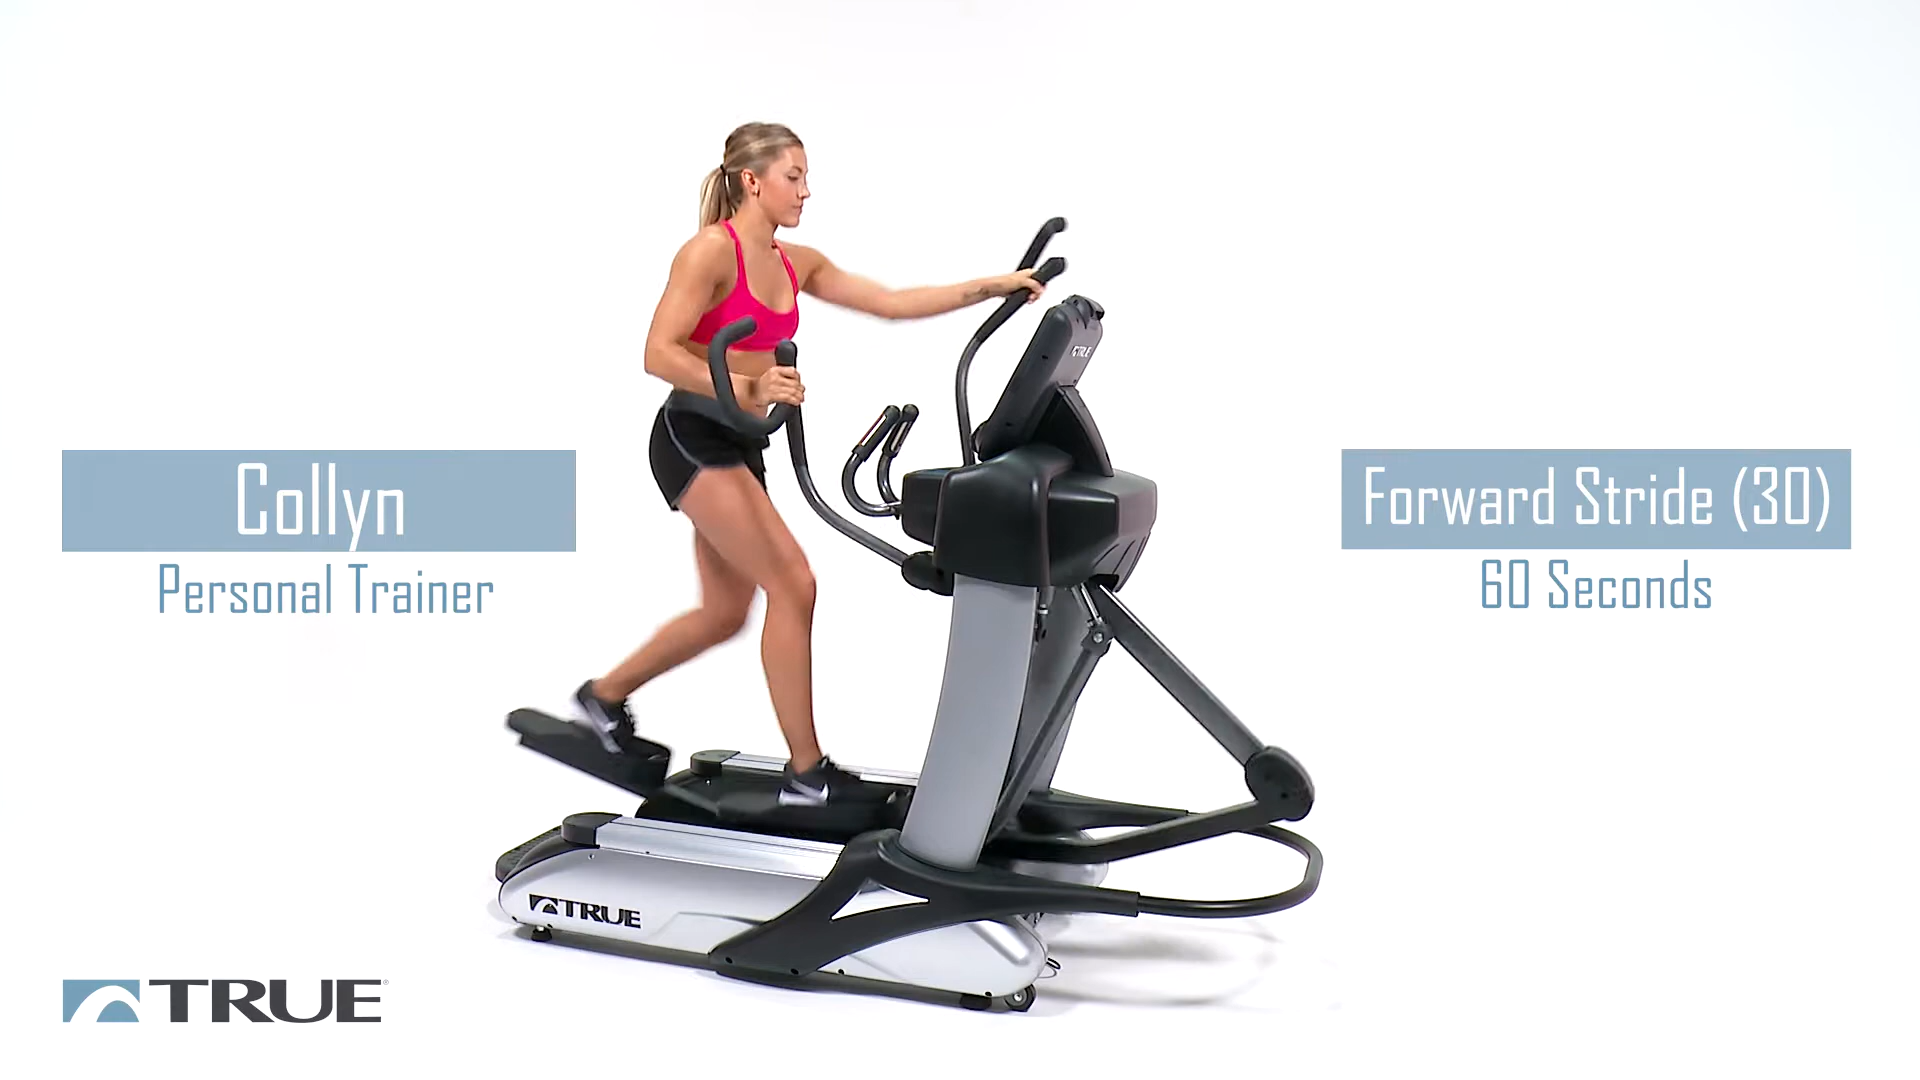 Collyn
Personal Trainer
Forward Stride (30)
60 Seconds
TRUE
TRUE
TRUE